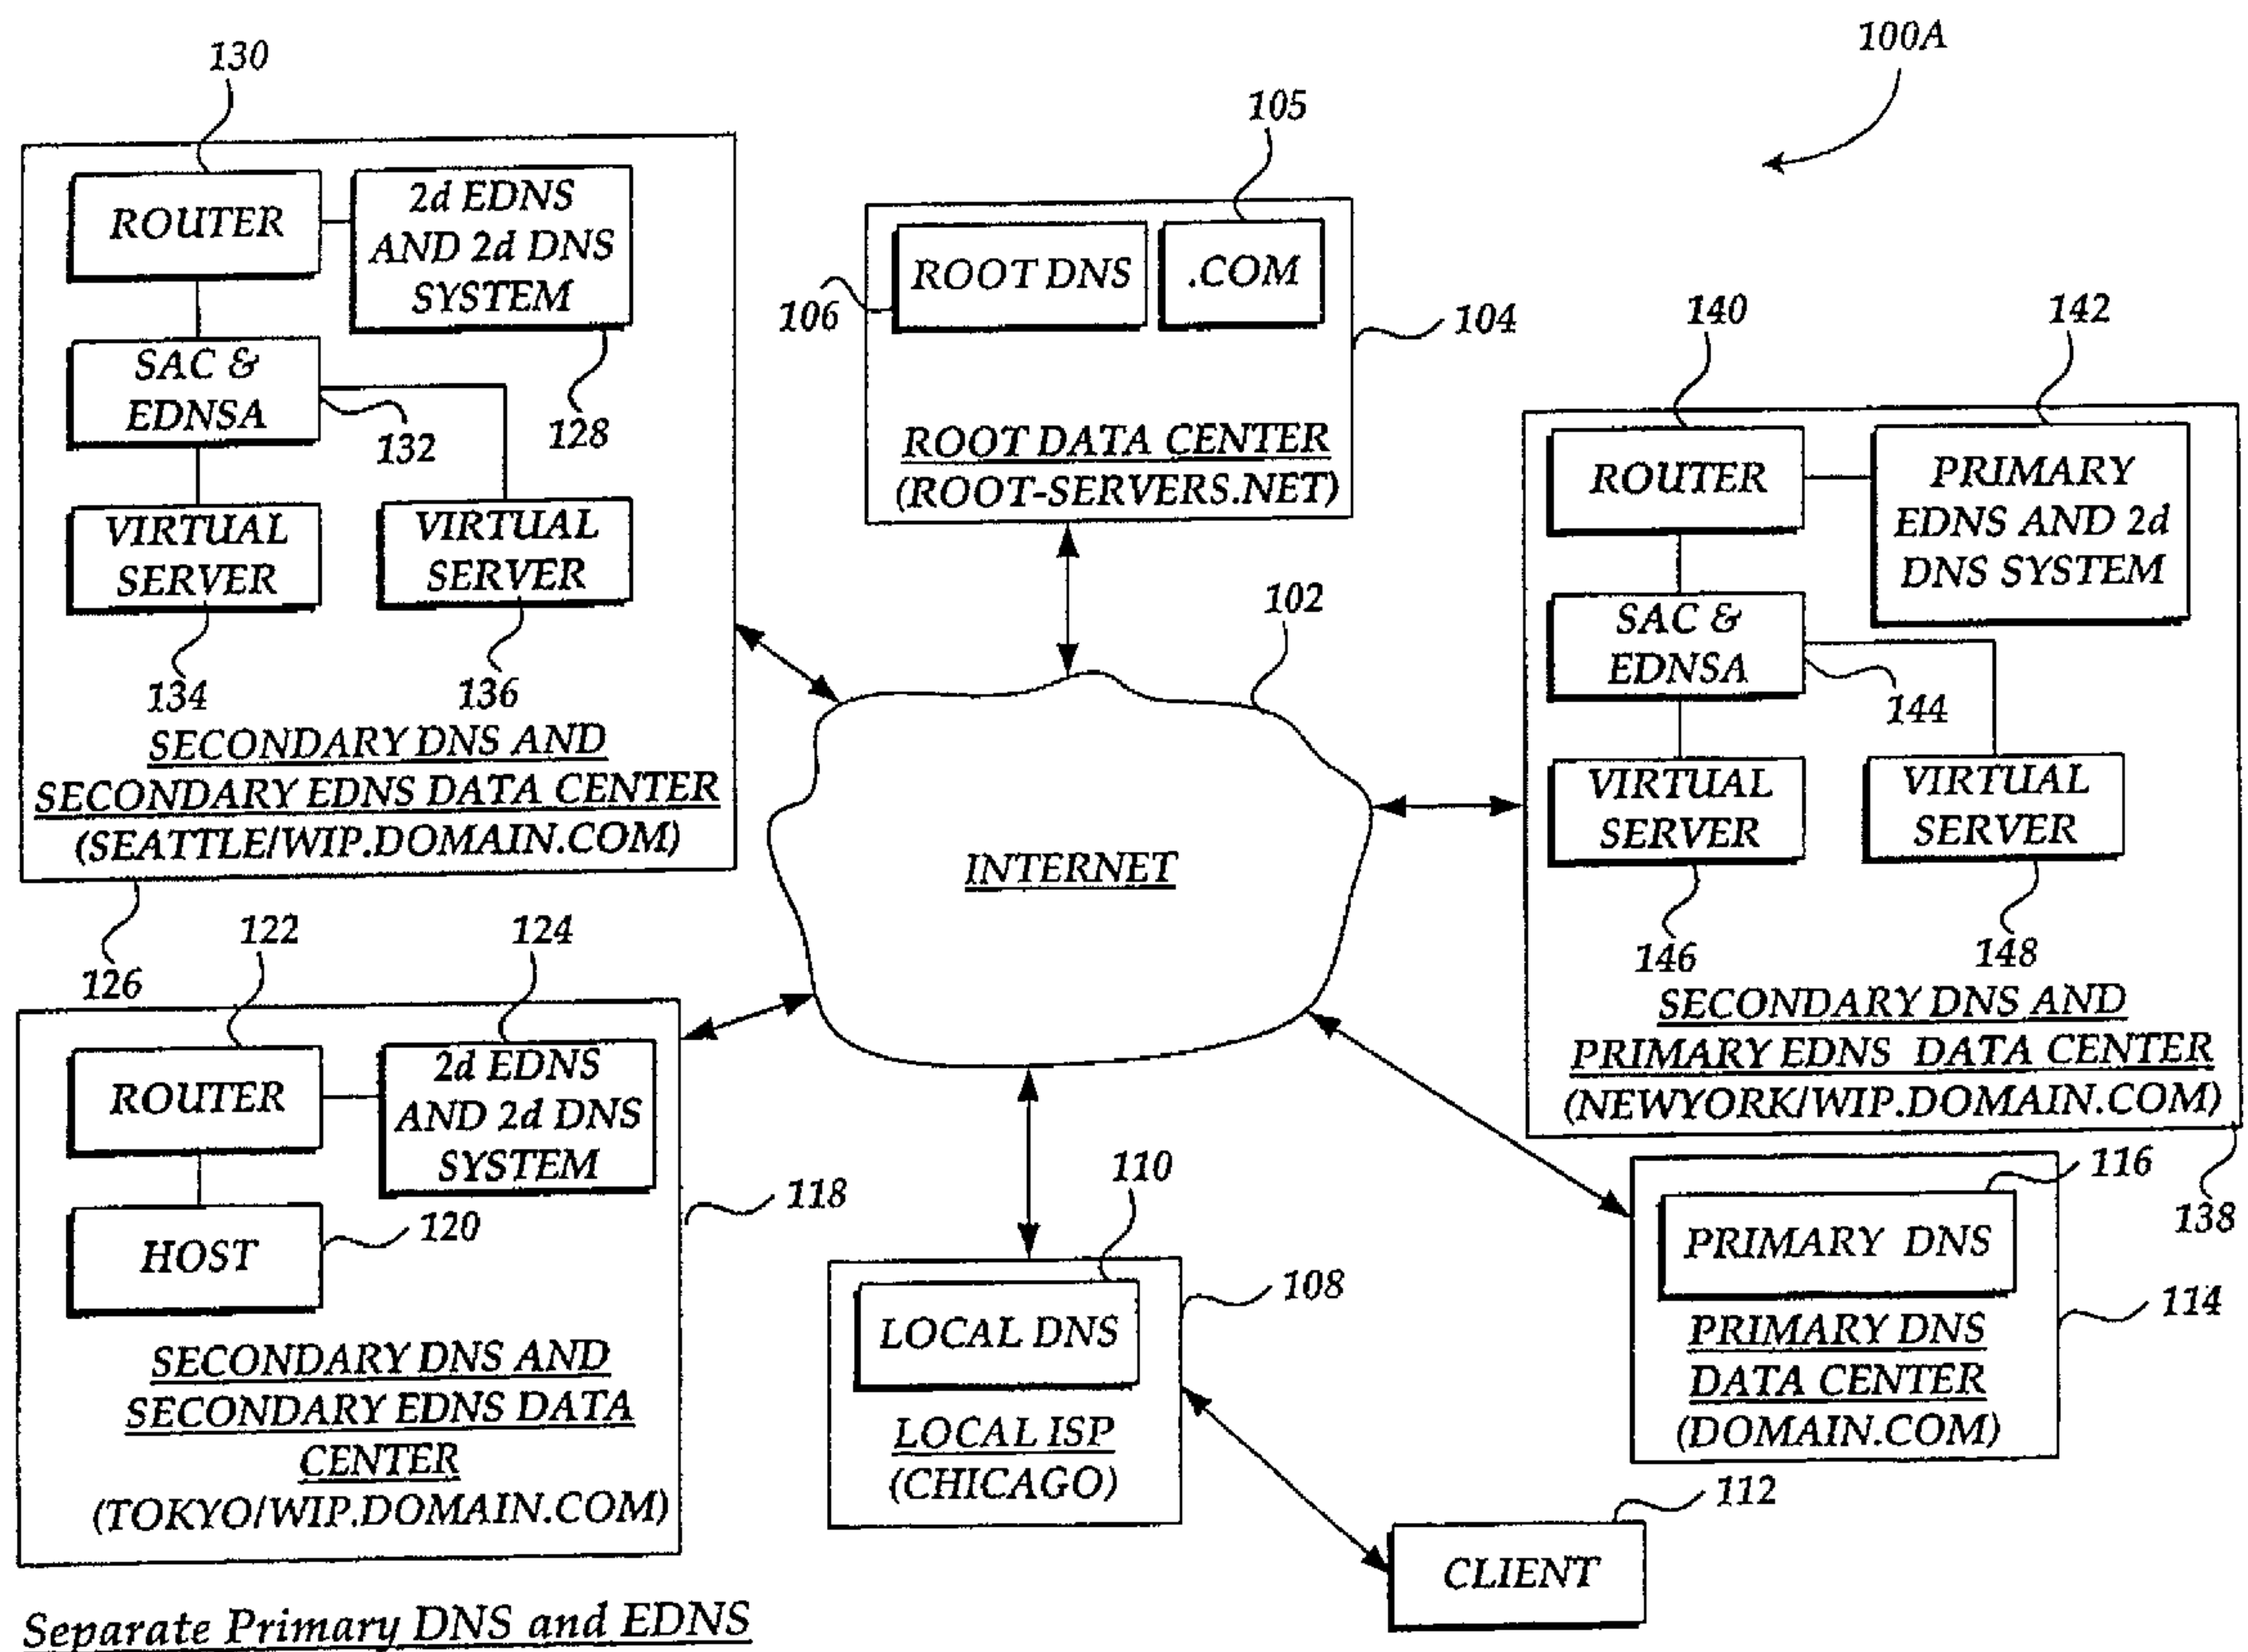 100A
130
105
ROUTER
2d EDNS
AND 2d DNS
SYSTEM
ROOT DNS
.COM
106
104
140
142
SAC &
EDNSA
132
128
ROOT DATA CENTER
(ROOT-SERVERS.NET)
ROUTER
PRIMARY
EDNS AND 2d
DNS SYSTEM
VIRTUAL
SERVER
VIRTUAL
SERVER
102
SAC &
EDNSA
144
134
136
SECONDARY DNS AND
SECONDARY EDNS DATA CENTER
(SEATTLE/WIP.DOMAIN.COM)
VIRTUAL
SERVER
VIRTUAL
SERVER
INTERNET
126
122
124
146
148
SECONDARY DNS AND
PRIMARY EDNS DATA CENTER
(NEWYORK/WIP.DOMAIN.COM)
ROUTER
2d EDNS
AND 2d DNS
SYSTEM
118
110
116
138
HOST
120
PRIMARY DNS
108
LOCAL DNS
114
PRIMARY DNS
DATA CENTER
(DOMAIN.COM)
SECONDARY DNS AND
SECONDARY EDNS DATA
CENTER
(TOKYO/WIP.DOMAIN.COM)
LOCAL ISP
(CHICAGO)
112
CLIENT
Separate Primary DNS and EDNS